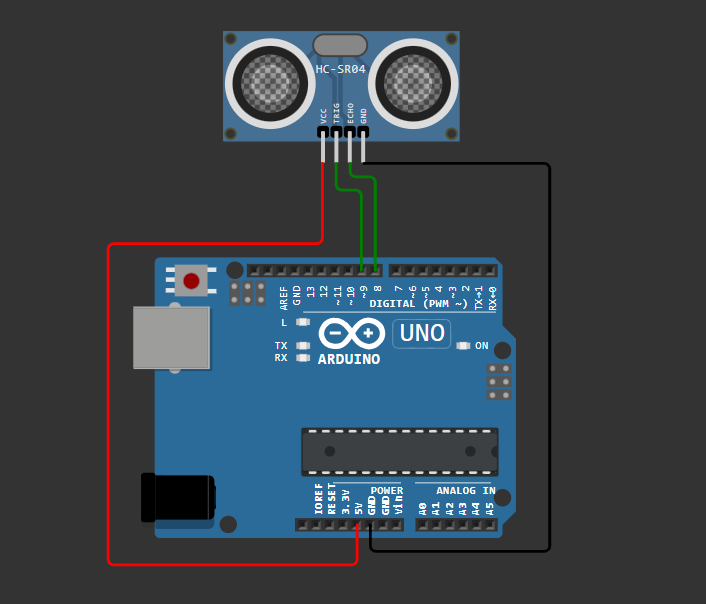 HC-SR04
VCC
TRIG
ECHO
GND
AREF
GND
13
12
~11
~10
~9
8
7
~6
~5
4
~3
2
TX→1
RX←0
DIGITAL (PWM ~)
L
TX
RX
ARDUINO
UNO
ON
POWER
ANALOG IN
IOREF
RESET
3.3V
5V
GND
GND
Vin
A0
A1
A2
A3
A4
A5